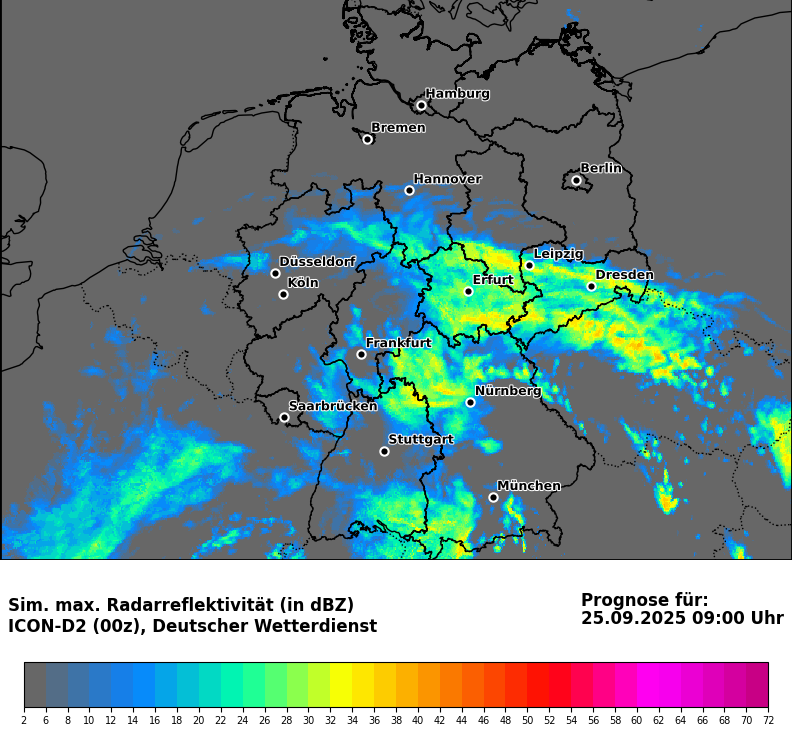 Hamburg
Bremen
Berlin
Hannover
Leipzig
Düsseldorf
Dresden
Köln
Erfurt
Frankfurt
Nürnberg
Saarbrücken
Stuttgart
München
Sim. max. Radarreflektivität (in dBZ)
ICON-D2 (00z), Deutscher Wetterdienst
Prognose für:
25.09.2025 09:00 Uhr
2 6 8 10 12 14 16 18 20 22 24 26 28 30 32 34 36 38 40 42 44 46 48 50 52 54 56 58 60 62 64 66 68 70 72